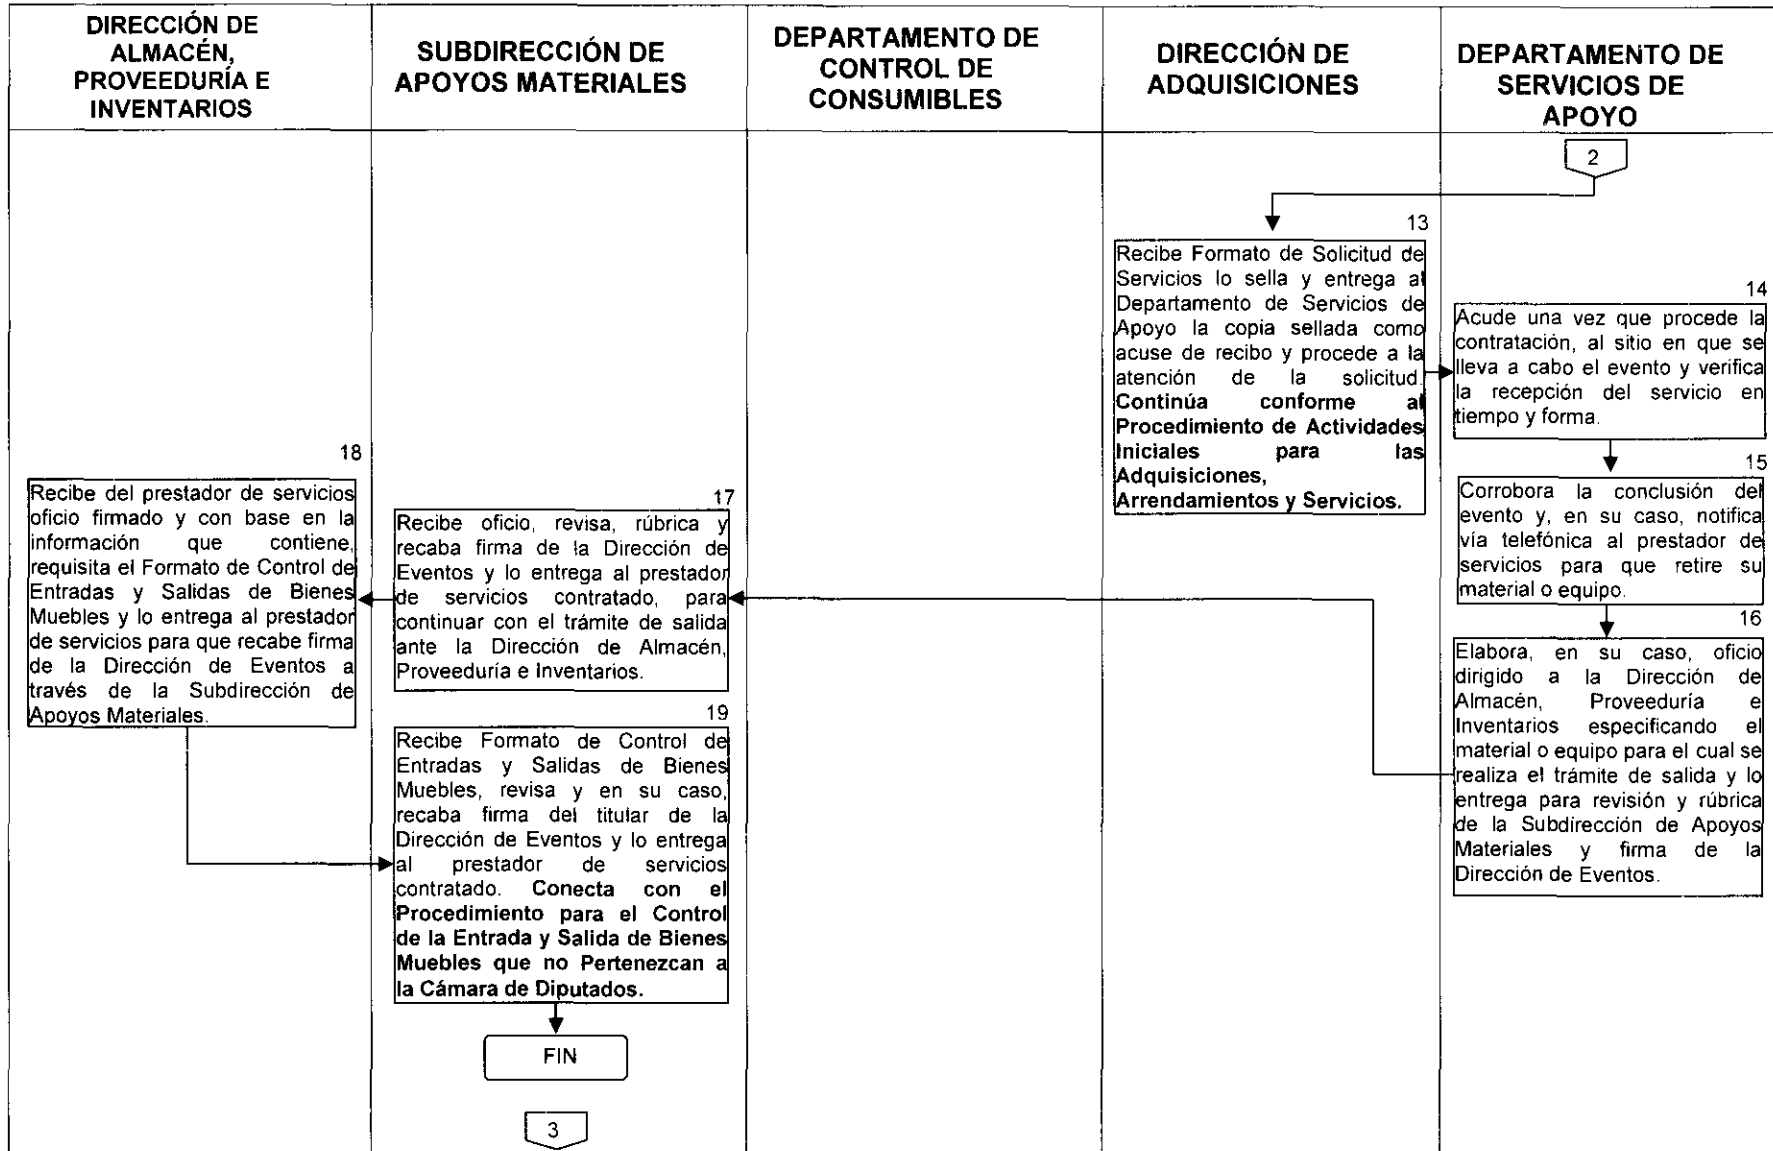 DIRECCIÓN DE
ALMACÉN,
PROVEEDURÍA E
INVENTARIOS
SUBDIRECCIÓN DE
APOYOS MATERIALES
DEPARTAMENTO DE
CONTROL DE
CONSUMIBLES
DIRECCIÓN DE
ADQUISICIONES
DEPARTAMENTO DE
SERVICIOS DE
APOYO
2
13
Recibe Formato de Solicitud de
Servicios lo sella y entrega al
Departamento de Servicios de
Apoyo la copia sellada como
acuse de recibo y procede a la
atención de la solicitud.
Continúa conforme al
Procedimiento de Actividades
Iniciales para las
Adquisiciones,
Arrendamientos y Servicios.
14
Acude una vez que procede la
contratación, al sitio en que se
lleva a cabo el evento y verifica
la recepción del servicio en
tiempo y forma.
15
Corrobora la conclusión del
evento y, en su caso, notifica
vía telefónica al prestador de
servicios para que retire su
material o equipo.
16
Elabora, en su caso, oficio
dirigido a la Dirección de
Almacén, Proveeduría e
Inventarios especificando el
material o equipo para el cual se
realiza el trámite de salida y lo
entrega para revisión y rúbrica
de la Subdirección de Apoyos
Materiales y firma de la
Dirección de Eventos.
17
Recibe oficio, revisa, rúbrica y
recaba firma de la Dirección de
Eventos y lo entrega al prestador
de servicios contratado, para
continuar con el trámite de salida
ante la Dirección de Almacén,
Proveeduría e Inventarios.
18
Recibe del prestador de servicios
oficio firmado y con base en la
información que contiene,
requisita el Formato de Control de
Entradas y Salidas de Bienes
Muebles y lo entrega al prestador
de servicios para que recabe firma
de la Dirección de Eventos a
través de la Subdirección de
Apoyos Materiales.
19
Recibe Formato de Control de
Entradas y Salidas de Bienes
Muebles, revisa y en su caso,
recaba firma del titular de la
Dirección de Eventos y lo entrega
al prestador de servicios
contratado. Conecta con el
Procedimiento para el Control
de la Entrada y Salida de Bienes
Muebles que no Pertenezcan a
la Cámara de Diputados.
FIN
3